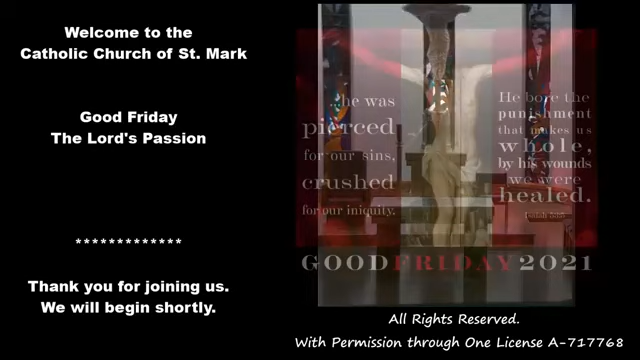 Welcome to the
Catholic Church of St. Mark
Good Friday
The Lord's Passion
*************
Thank you for joining us.
We will begin shortly.
he was
pierced
for our sins,
crushed
for our iniquity.
He bore the
punishment
that makes us
whole,
by his wounds
we were
healed.
GOOD FRIDAY 2021
All Rights Reserved.
With Permission through One License A-717768